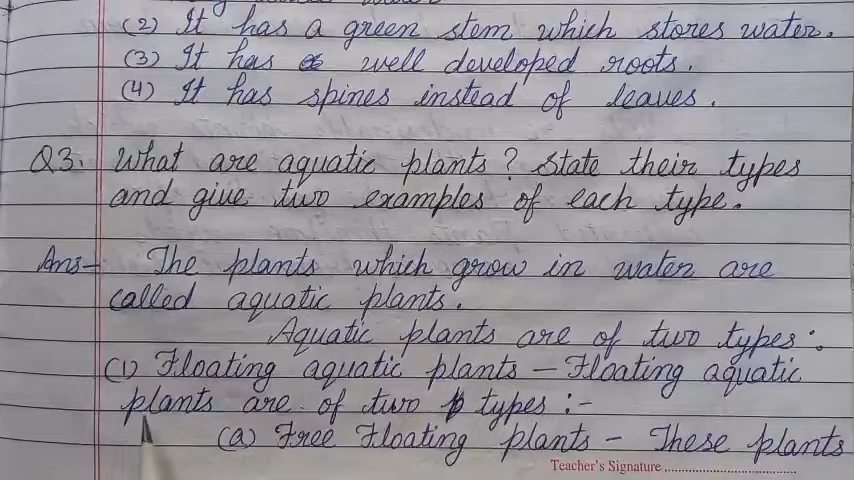 (2) It has a green stem which stores water.
(3) It has well developed roots.
(4) It has spines instead of leaves.
Q3. What are aquatic plants? State their types
and give two examples of each type.
Ans- The plants which grow in water are
called aquatic plants.
Aquatic plants are of two types:
(1) Floating aquatic plants - Floating aquatic
plants are of two types :-
(a) Free Floating plants - These plants
Teacher's Signature